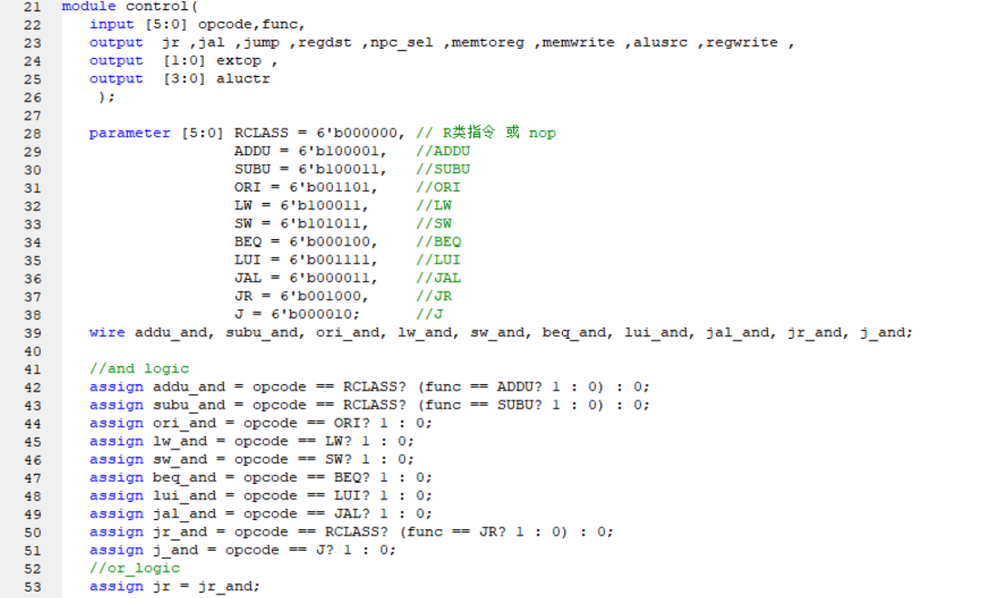 21 module control(
22 input [5:0] opcode,func,
23 output jr ,jal ,jump ,regdst ,npc_sel ,memtoreg ,memwrite ,alusrc ,regwrite ,
24 output [1:0] extop ,
25 output [3:0] aluctr
26 );
27
28 parameter [5:0] RCLASS = 6'b000000, // R类指令 或 nop
29 ADDU = 6'b100001, //ADDU
30 SUBU = 6'b100011, //SUBU
31 ORI = 6'b001101, //ORI
32 LW = 6'b100011, //LW
33 SW = 6'b101011, //SW
34 BEQ = 6'b000100, //BEQ
35 LUI = 6'b001111, //LUI
36 JAL = 6'b000011, //JAL
37 JR = 6'b001000, //JR
38 J = 6'b000010; //J
39 wire addu_and, subu_and, ori_and, lw_and, sw_and, beq_and, lui_and, jal_and, jr_and, j_and;
40
41 //and logic
42 assign addu_and = opcode == RCLASS? (func == ADDU? 1 : 0) : 0;
43 assign subu_and = opcode == RCLASS? (func == SUBU? 1 : 0) : 0;
44 assign ori_and = opcode == ORI? 1 : 0;
45 assign lw_and = opcode == LW? 1 : 0;
46 assign sw_and = opcode == SW? 1 : 0;
47 assign beq_and = opcode == BEQ? 1 : 0;
48 assign lui_and = opcode == LUI? 1 : 0;
49 assign jal_and = opcode == JAL? 1 : 0;
50 assign jr_and = opcode == RCLASS? (func == JR? 1 : 0) : 0;
51 assign j_and = opcode == J? 1 : 0;
52 //or_logic
53 assign jr = jr_and;